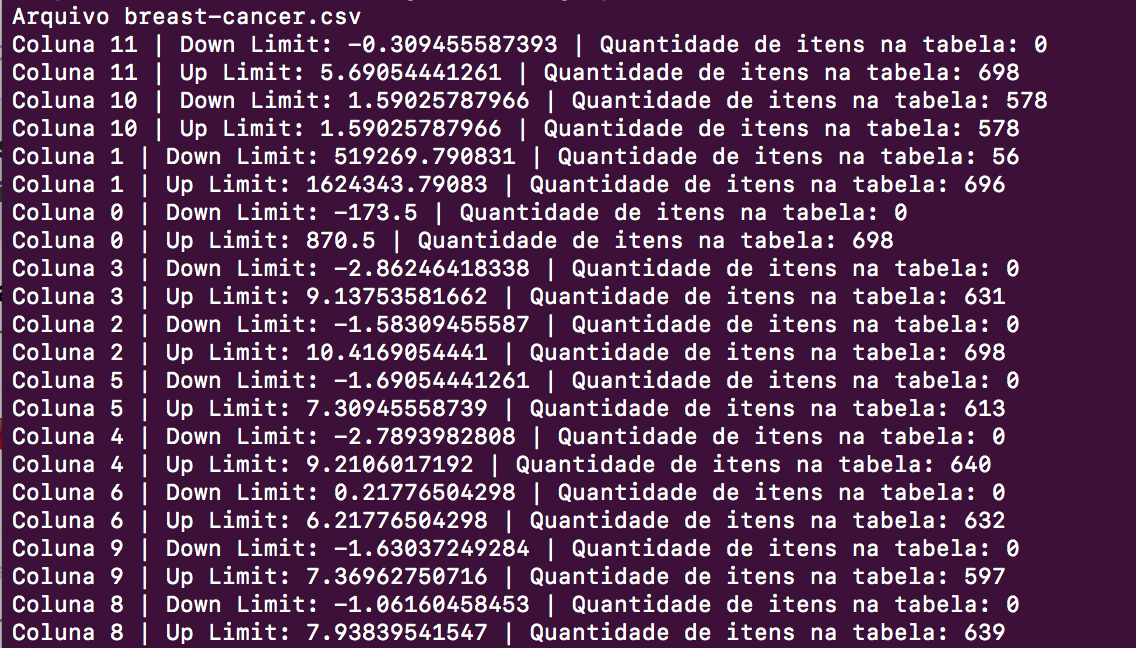 Arquivo breast-cancer.csv
Coluna 11 | Down Limit: -0.309455587393 | Quantidade de itens na tabela: 0
Coluna 11 | Up Limit: 5.69054441261 | Quantidade de itens na tabela: 698
Coluna 10 | Down Limit: 1.59025787966 | Quantidade de itens na tabela: 578
Coluna 10 | Up Limit: 1.59025787966 | Quantidade de itens na tabela: 578
Coluna 1 | Down Limit: 519269.790831 | Quantidade de itens na tabela: 56
Coluna 1 | Up Limit: 1624343.79083 | Quantidade de itens na tabela: 696
Coluna 0 | Down Limit: -173.5 | Quantidade de itens na tabela: 0
Coluna 0 | Up Limit: 870.5 | Quantidade de itens na tabela: 698
Coluna 3 | Down Limit: -2.86246418338 | Quantidade de itens na tabela: 0
Coluna 3 | Up Limit: 9.13753581662 | Quantidade de itens na tabela: 631
Coluna 2 | Down Limit: -1.58309455587 | Quantidade de itens na tabela: 0
Coluna 2 | Up Limit: 10.4169054441 | Quantidade de itens na tabela: 698
Coluna 5 | Down Limit: -1.69054441261 | Quantidade de itens na tabela: 0
Coluna 5 | Up Limit: 7.30945558739 | Quantidade de itens na tabela: 613
Coluna 4 | Down Limit: -2.7893982808 | Quantidade de itens na tabela: 0
Coluna 4 | Up Limit: 9.2106017192 | Quantidade de itens na tabela: 640
Coluna 6 | Down Limit: 0.21776504298 | Quantidade de itens na tabela: 0
Coluna 6 | Up Limit: 6.21776504298 | Quantidade de itens na tabela: 632
Coluna 9 | Down Limit: -1.63037249284 | Quantidade de itens na tabela: 0
Coluna 9 | Up Limit: 7.36962750716 | Quantidade de itens na tabela: 597
Coluna 8 | Down Limit: -1.06160458453 | Quantidade de itens na tabela: 0
Coluna 8 | Up Limit: 7.93839541547 | Quantidade de itens na tabela: 639